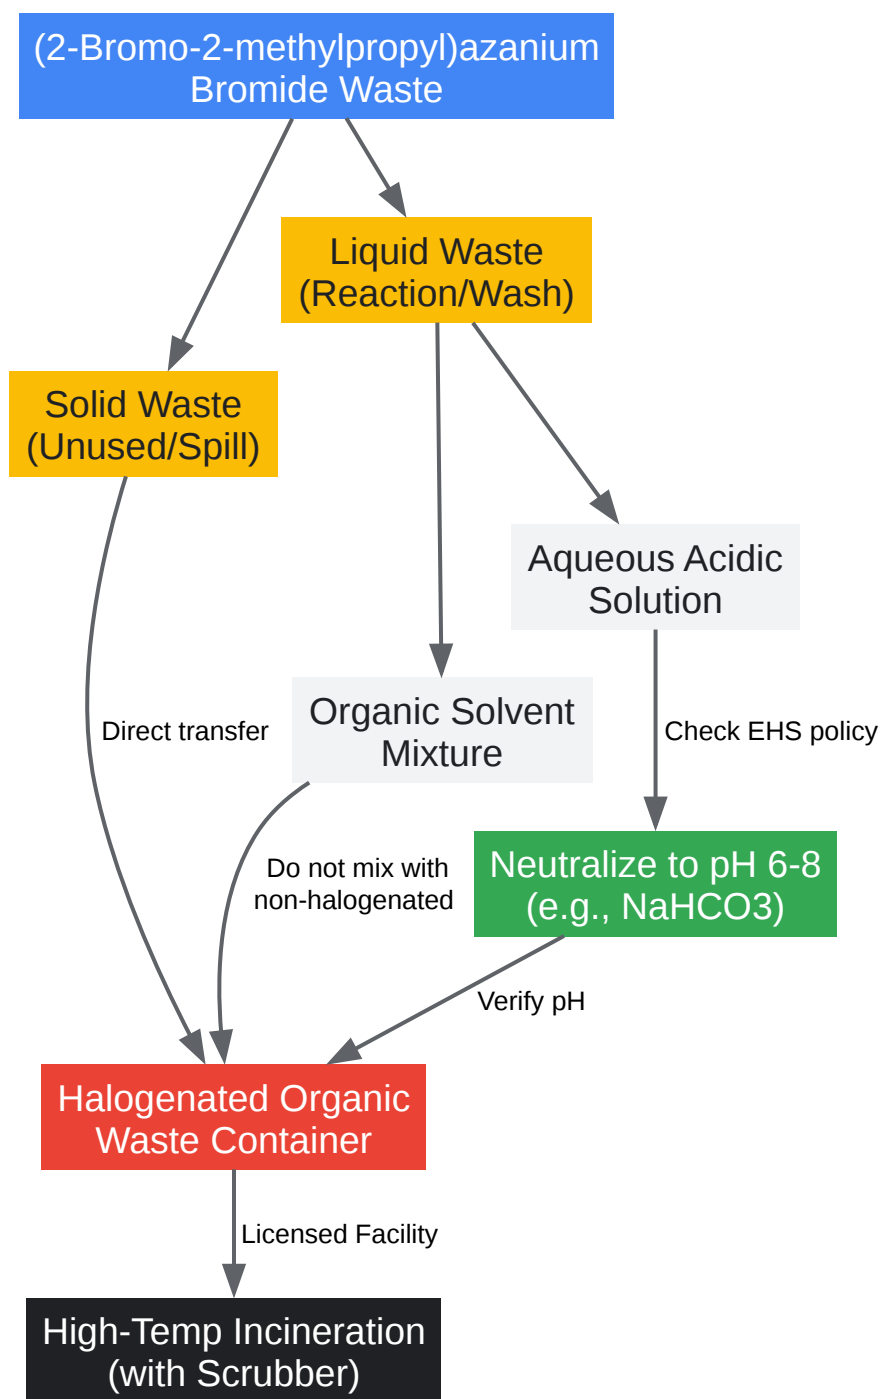 (2-Bromo-2-methylpropyl)azanium
Bromide Waste
Liquid Waste
(Reaction/Wash)
Solid Waste
(Unused/Spill)
Aqueous Acidic
Solution
Organic Solvent
Mixture
Direct transfer
Check EHS policy
Do not mix with
non-halogenated
Neutralize to pH 6-8
(e.g., NaHCO3)
Verify pH
Halogenated Organic
Waste Container
Licensed Facility
High-Temp Incineration
(with Scrubber)